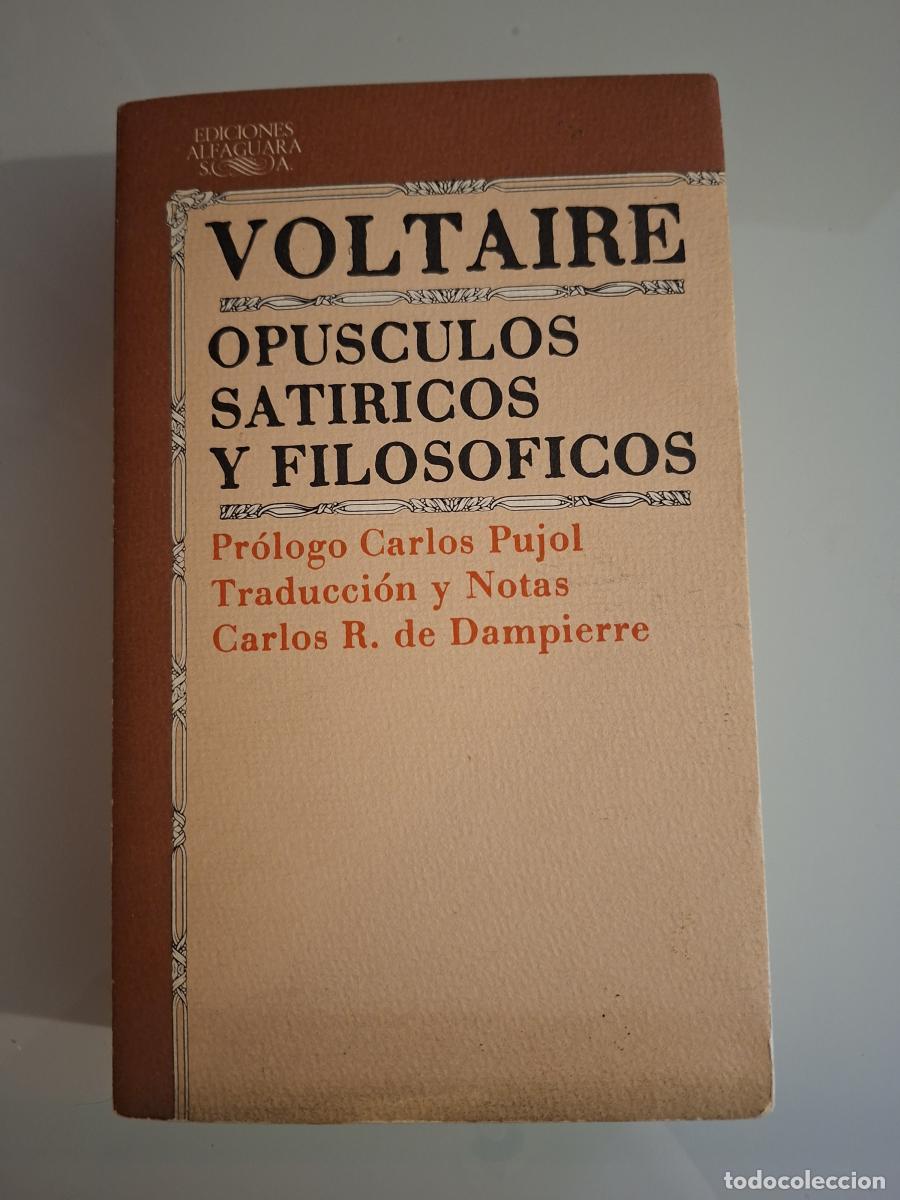 EDICIONES
ALFAGUARA
S. A.
VOLTAIRE
OPUSCULOS
SATIRICOS
Y FILOSOFICOS
Prólogo Carlos Pujol
Traducción y Notas
Carlos R. de Dampierre
todocoleccion